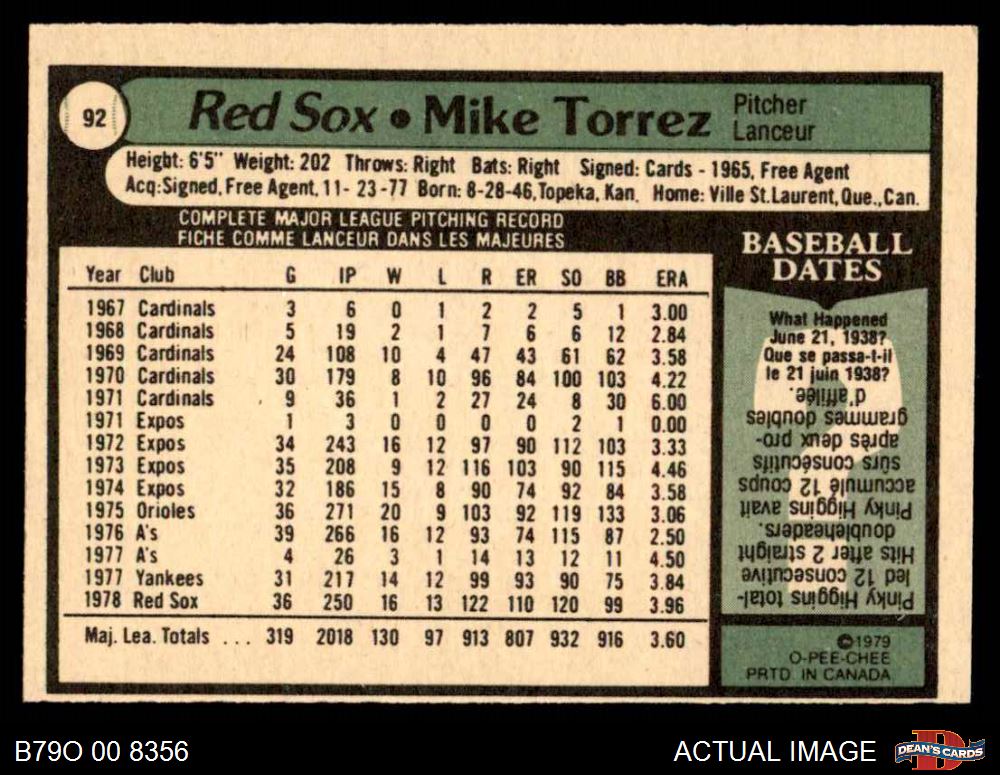 92
Red Sox • Mike Torrez Pitcher
Lanceur
Height: 6'5" Weight: 202 Throws: Right Bats: Right Signed: Cards - 1965, Free Agent
Acq:Signed, Free Agent, 11- 23-77 Born: 8-28-46, Topeka, Kan. Home: Ville St.Laurent, Que., Can.
COMPLETE MAJOR LEAGUE PITCHING RECORD
FICHE COMME LANCEUR DANS LES MAJEURES
Year Club G IP W L R ER SO BB ERA
1967 Cardinals 3 6 0 1 2 2 5 1 3.00
1968 Cardinals 5 19 2 1 7 6 6 12 2.84
1969 Cardinals 24 108 10 4 47 43 61 62 3.58
1970 Cardinals 30 179 8 10 96 84 100 103 4.22
1971 Cardinals 9 36 1 2 27 24 8 30 6.00
1971 Expos 1 3 0 0 0 0 2 1 0.00
1972 Expos 34 243 16 12 97 90 112 103 3.33
1973 Expos 35 208 9 12 116 103 90 115 4.46
1974 Expos 32 186 15 8 90 74 92 84 3.58
1975 Orioles 36 271 20 9 103 92 119 133 3.06
1976 A's 39 266 16 12 93 74 115 87 2.50
1977 A's 4 26 3 1 14 13 12 11 4.50
1977 Yankees 31 217 14 12 99 93 90 75 3.84
1978 Red Sox 36 250 16 13 122 110 120 99 3.96
Maj. Lea. Totals ... 319 2018 130 97 913 807 932 916 3.60
BASEBALL
DATES
What Happened
June 21, 1938?
Que se passa-t-il
le 21 juin 1938?
Pinky Higgins total-
led 12 consecutive
Hits after 2 straight
doubleheaders.
Pinky Higgins avait
accumulé 12 coups
sûrs consécutifs
après deux pro-
grammes doubles
d'affilée.
©1979
O-PEE-CHEE
PRTD. IN CANADA
B79O 00 8356
ACTUAL IMAGE
DEAN'S CARDS